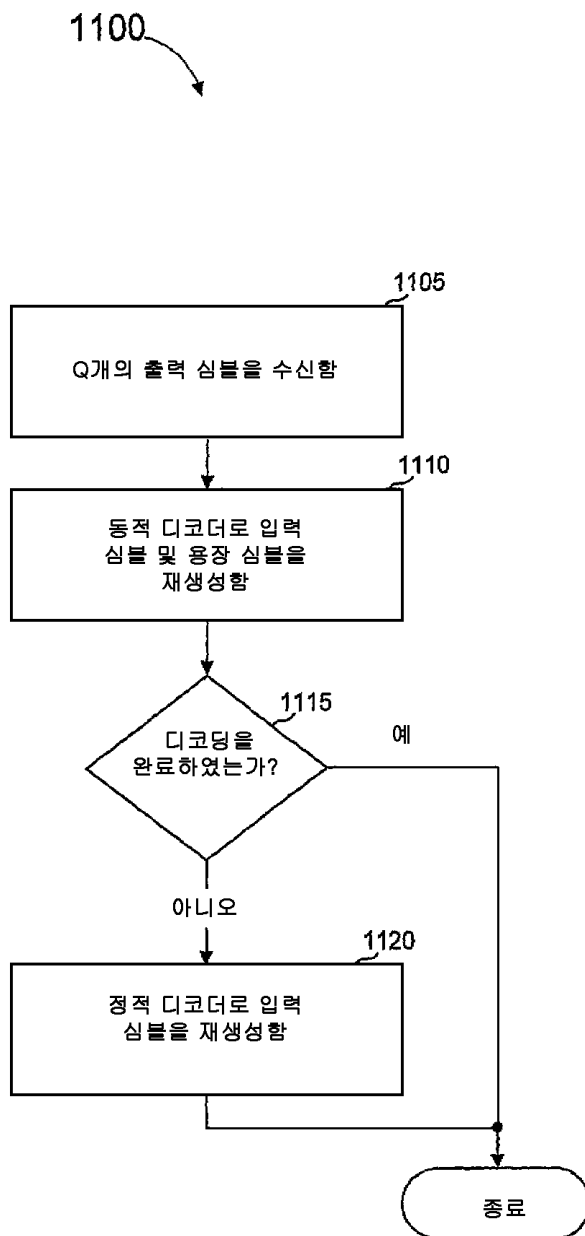 1100
1105
Q개의 출력 심볼을 수신함
1110
동적 디코더로 입력
심볼 및 용장 심볼을
재생성함
1115
디코딩을
완료하였는가?
예
아니오
1120
정적 디코더로 입력
심볼을 재생성함
종료